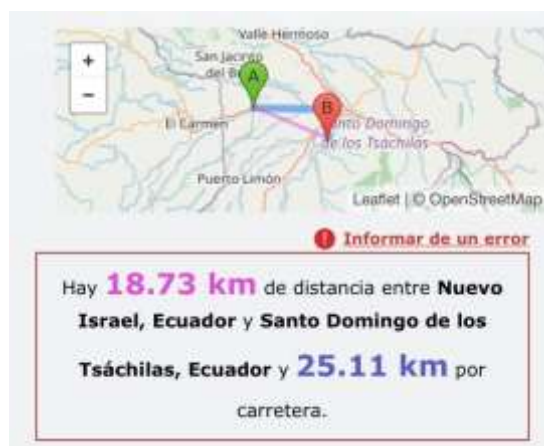 +
−
Valle Hermoso
San Jacinto
del B
A
B
El Carmen
Santo Domingo
de los Tsáchilas
Puerto Limón
Leaflet | © OpenStreetMap
! Informar de un error
Hay 18.73 km de distancia entre Nuevo
Israel, Ecuador y Santo Domingo de los
Tsáchilas, Ecuador y 25.11 km por
carretera.